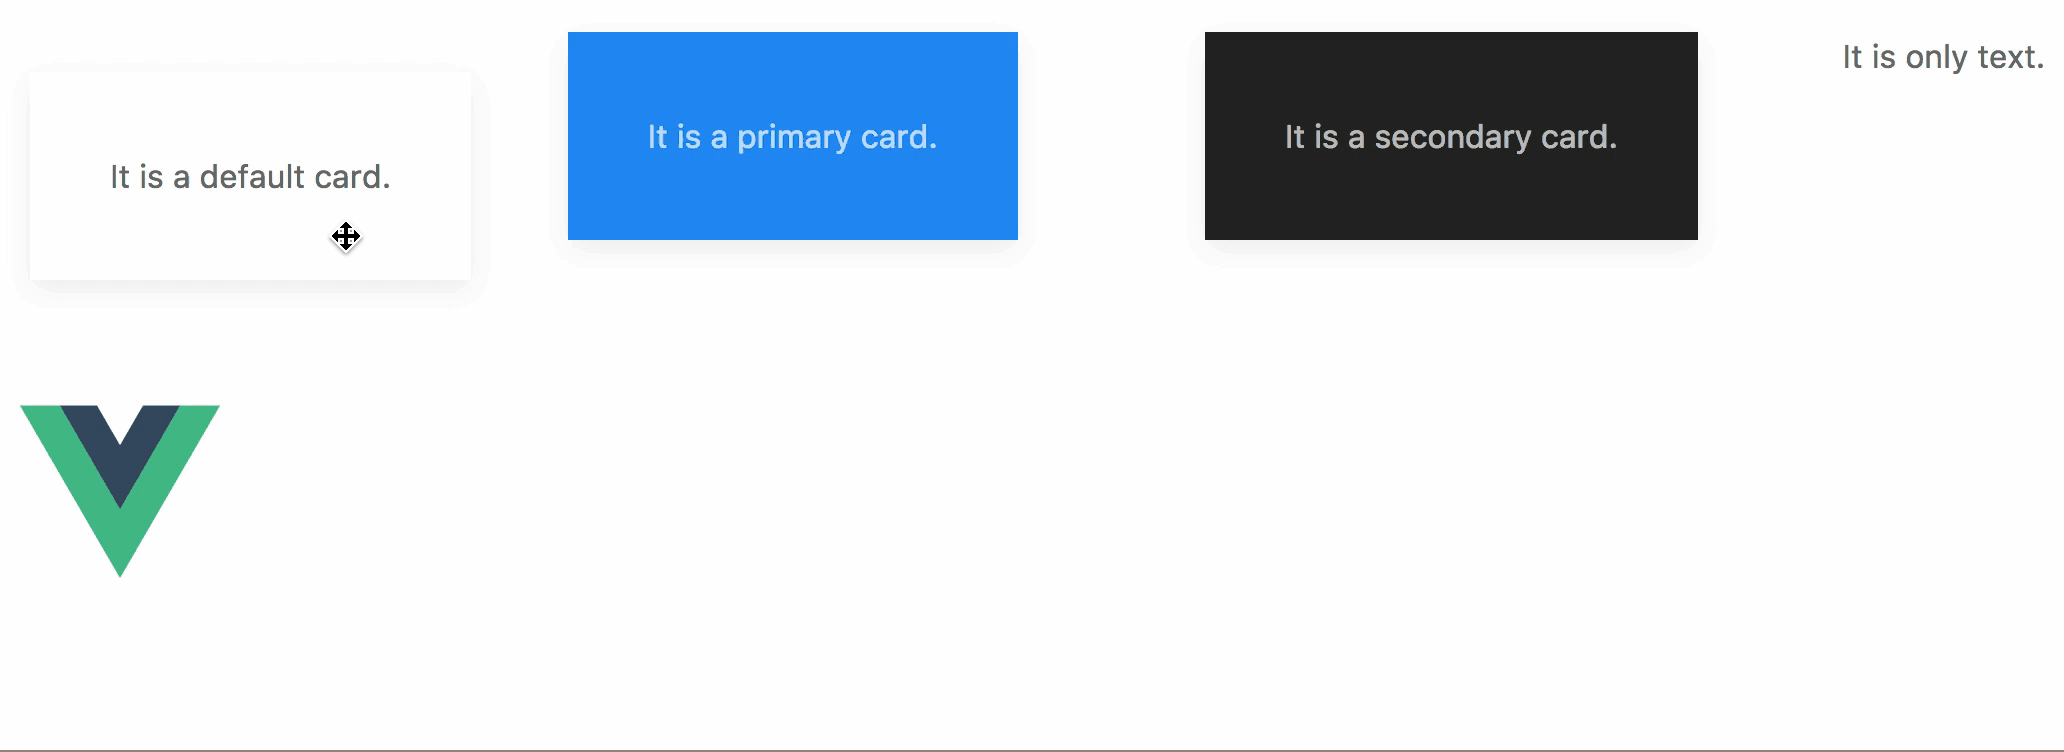 It is a default card.
It is a primary card.
It is a secondary card.
It is only text.